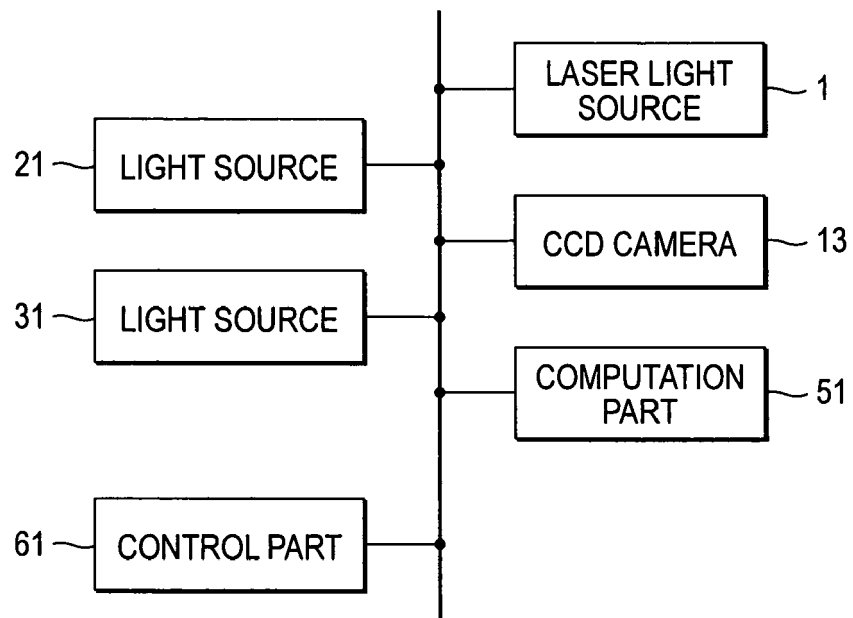 LASER LIGHT
SOURCE
1
21
LIGHT SOURCE
CCD CAMERA
13
31
LIGHT SOURCE
COMPUTATION
PART
51
61
CONTROL PART